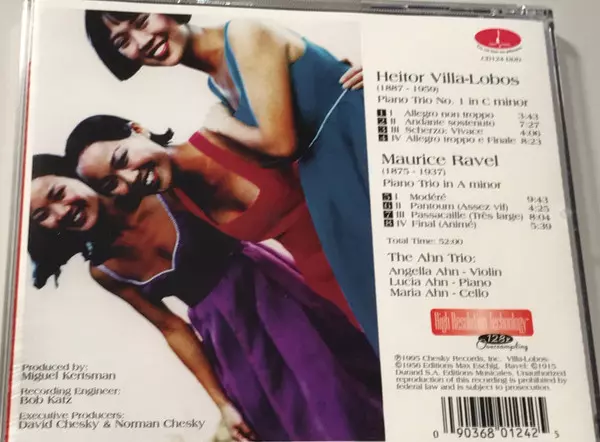 CD124 DDD
Heitor Villa-Lobos
(1887 - 1959)
Piano Trio No. 1 in C minor
1 I Allegro non troppo 3:43
2 II Andante sostenuto 7:27
3 III Scherzo: Vivace 4:06
4 IV Allegro troppo e Finale 8:23
Maurice Ravel
(1875 - 1937)
Piano Trio in A minor
5 I Modéré 9:43
6 II Pantoum (Assez vif) 4:25
7 III Passacaille (Très large) 8:04
8 IV Final (Animé) 5:39
Total Time: 52:00
The Ahn Trio:
Angella Ahn - Violin
Lucia Ahn - Piano
Maria Ahn - Cello
High Resolution Technology
128x
Oversampling
Produced by:
Miguel Kertsman
Recording Engineer:
Bob Katz
Executive Producers:
David Chesky & Norman Chesky
℗1995 Chesky Records, Inc. Villa-Lobos:
©1956 Editions Max Eschig. Ravel: ©1915
Durand S.A. Editions Musicales. Unauthorized
reproduction of this recording is prohibited by
federal law and is subject to prosecution.
0 90368 01242 5